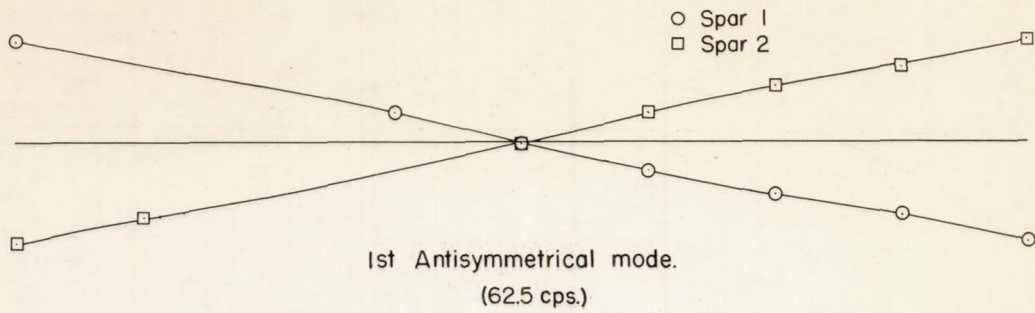 Spar 1
Spar 2
1st Antisymmetrical mode.
(62.5 cps.)